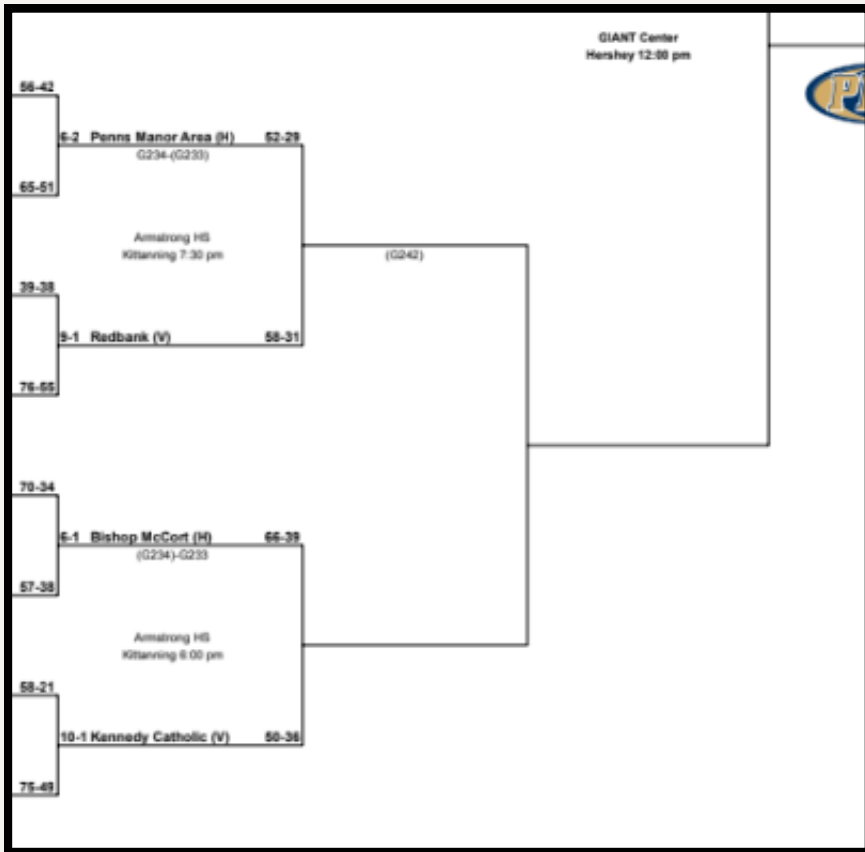 GIANT Center
Hershey 12:00 pm
56-42
6-2 Penns Manor Area (H) 52-29
G234-(G233)
65-51
Armstrong HS
Kittanning 7:30 pm
(G242)
39-38
9-1 Redbank (V) 58-31
76-55
70-34
6-1 Bishop McCort (H) 66-39
(G234)-G233
57-38
Armstrong HS
Kittanning 6:00 pm
58-21
10-1 Kennedy Catholic (V) 50-36
75-49